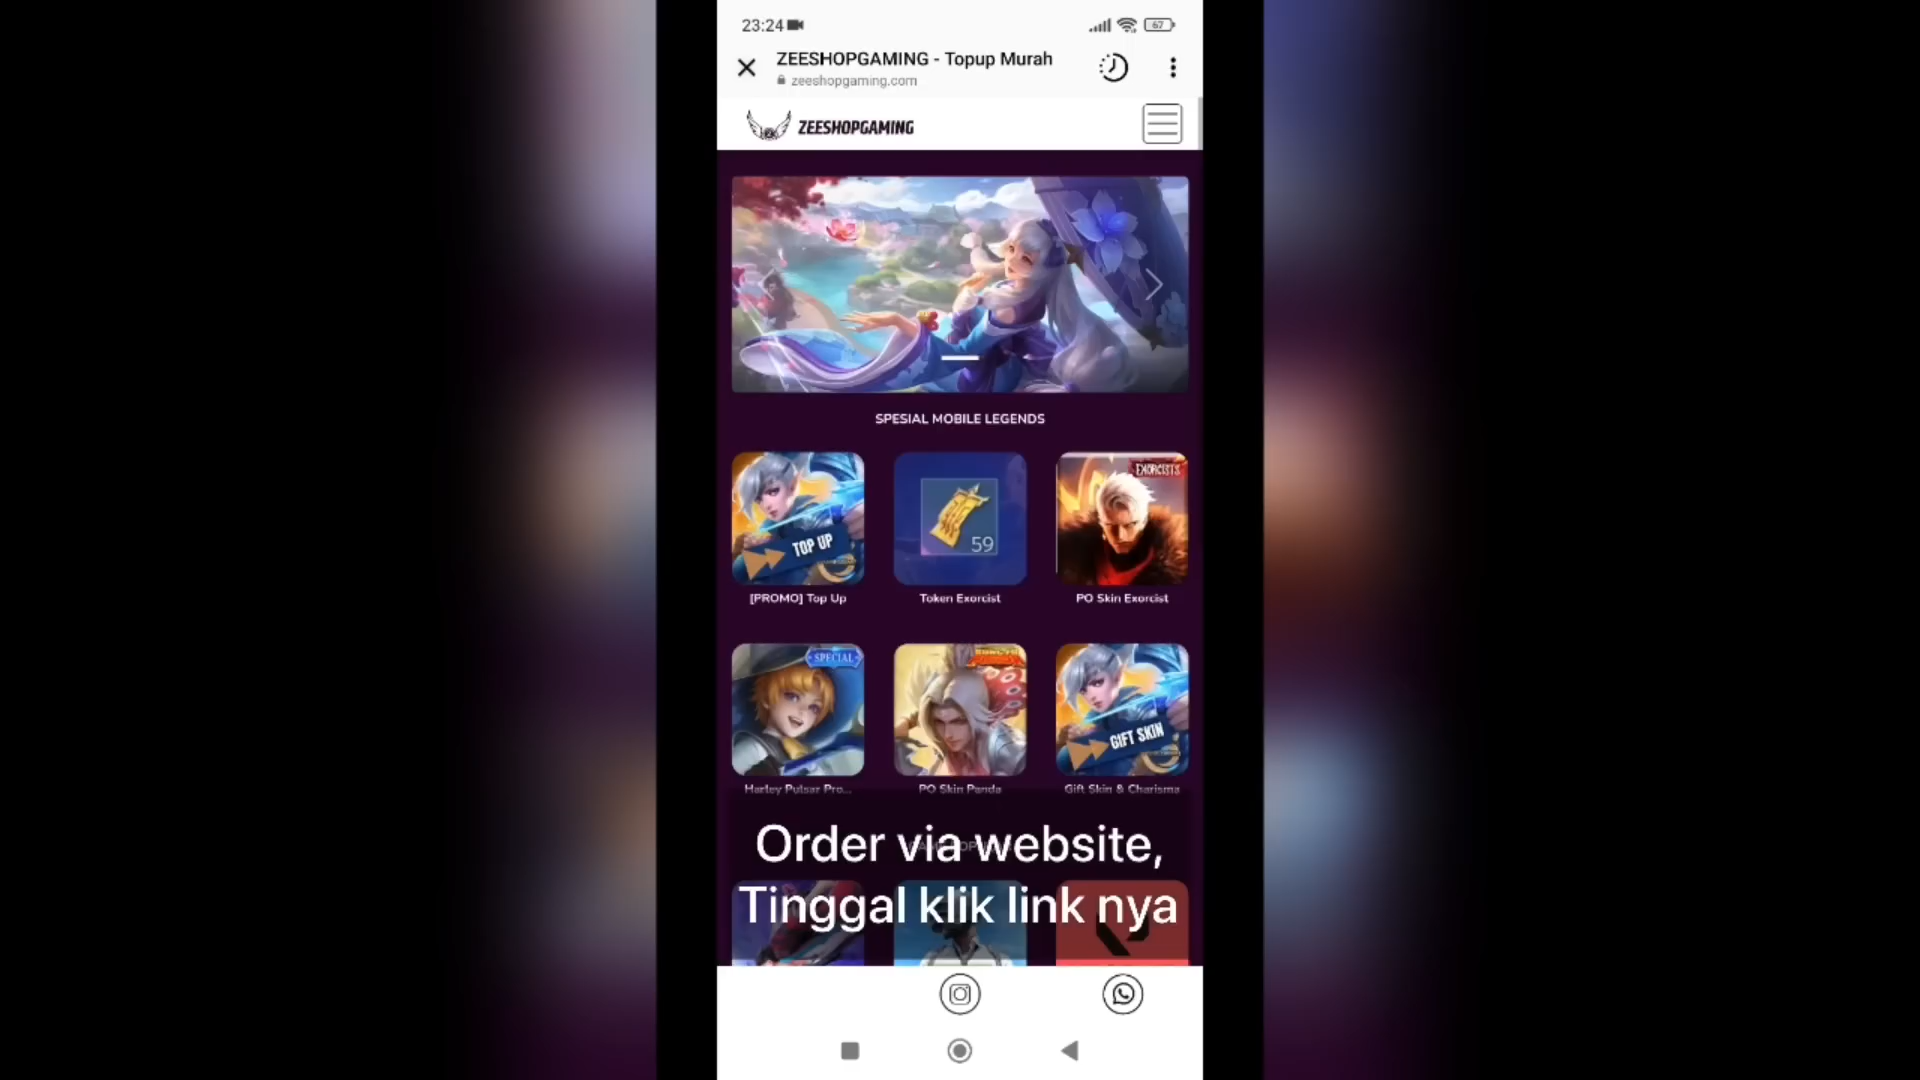 23:24
67
ZEESHOPGAMING - Topup Murah
zeeshopgaming.com
ZEESHOPGAMING
SPESIAL MOBILE LEGENDS
TOP UP
59
EXORCISTS
[PROMO] Top Up
Token Exorcist
PO Skin Exorcist
SPECIAL
GIFT SKIN
Harley Pulsar Pro...
PO Skin Panda
Gift Skin & Charisma
Order via website,
Tinggal klik link nya